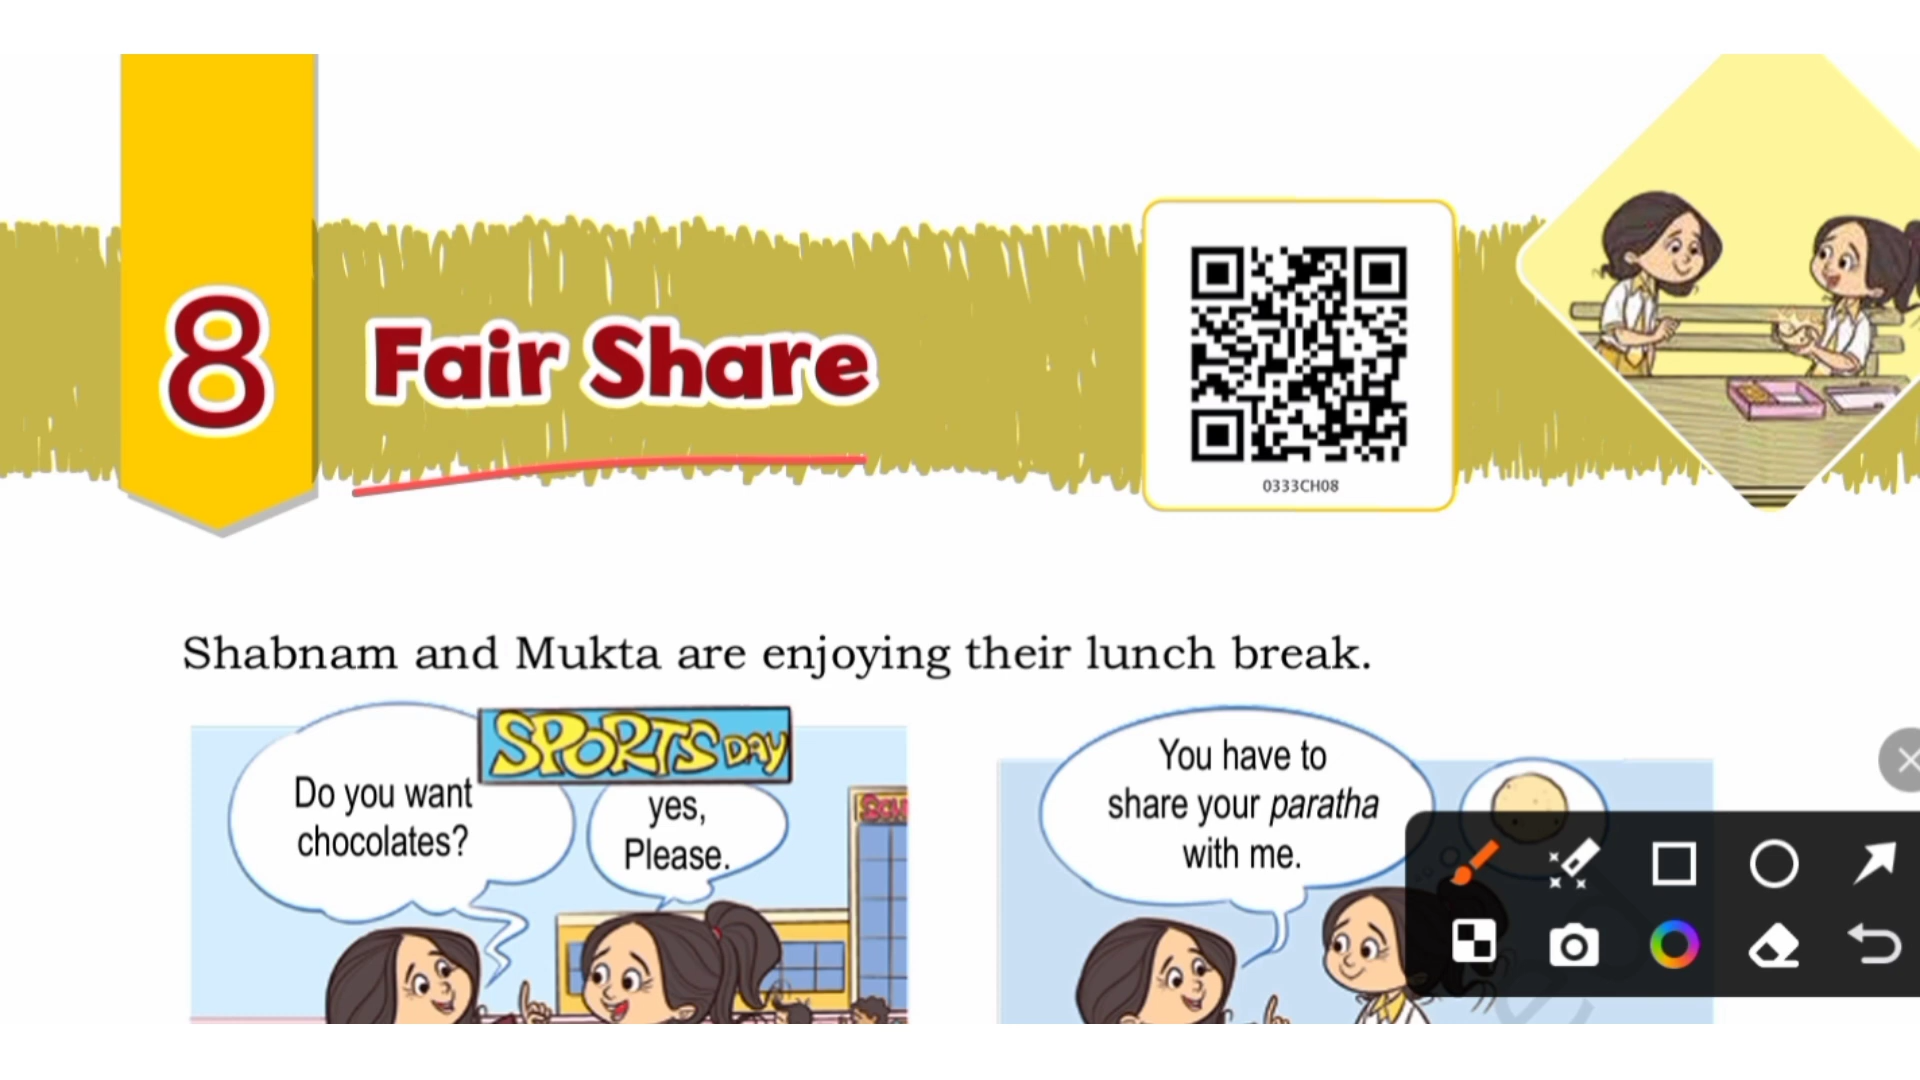 8
Fair Share
0333CH08
Shabnam and Mukta are enjoying their lunch break.
SPORTS DAY
Do you want
chocolates?
yes,
Please.
You have to
share your paratha
with me.